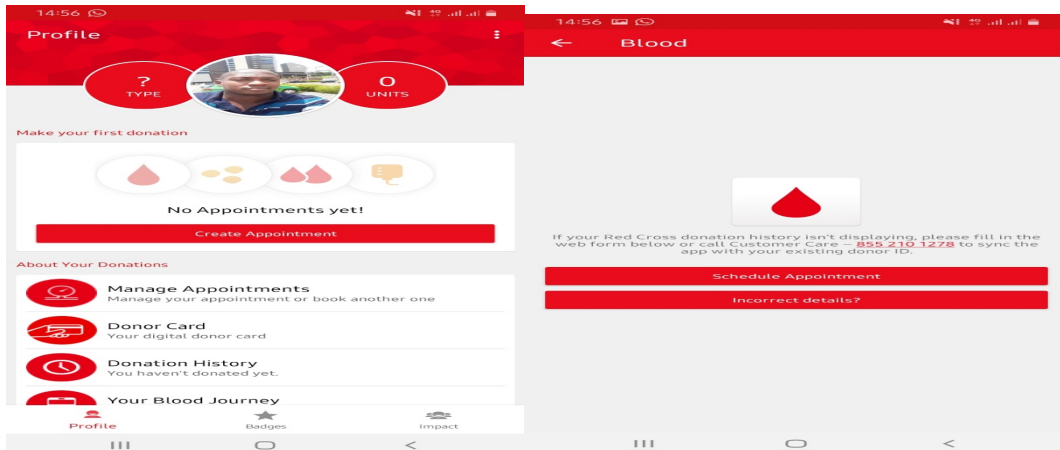 14:56
Profile
?
TYPE
0
UNITS
Make your first donation
No Appointments yet!
Create Appointment
About Your Donations
Manage Appointments
Manage your appointment or book another one
Donor Card
Your digital donor card
Donation History
You haven't donated yet.
Your Blood Journey
Profile
Badges
Impact
14:56
Blood
If your Red Cross donation history isn't displaying, please fill in the
web form below or call Customer Care – 855 210 1278 to sync the
app with your existing donor ID.
Schedule Appointment
Incorrect details?